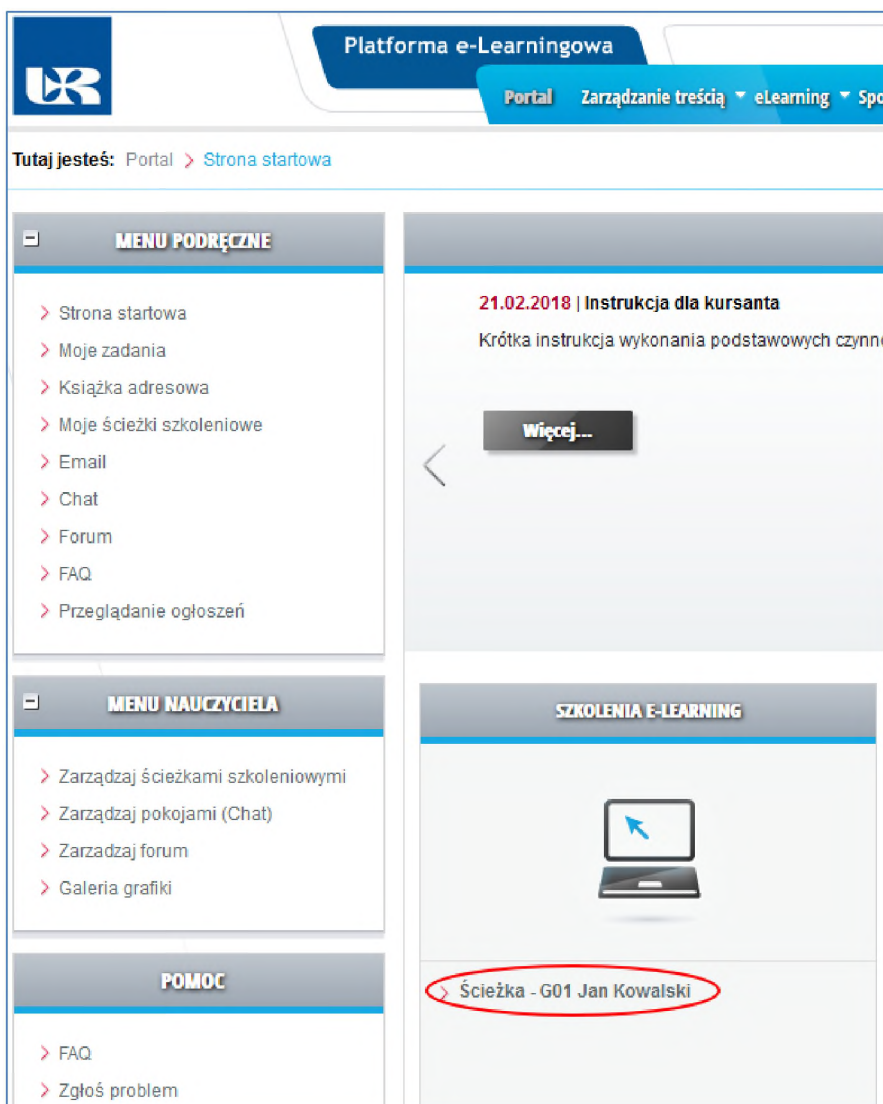 UR
Platforma e-Learningowa
Portal Zarządzanie treścią eLearning
Tutaj jesteś: Portal > Strona startowa
MENU PODRĘCZNE
Strona startowa
Moje zadania
Książka adresowa
Moje ścieżki szkoleniowe
Email
Chat
Forum
FAQ
Przeglądanie ogłoszeń
21.02.2018 | Instrukcja dla kursanta
Krótka instrukcja wykonania podstawowych
Więcej...
MENU NAUCZYCIELA
Zarządzaj ścieżkami szkoleniowymi
Zarządzaj pokojami (Chat)
Zarzadzaj forum
Galeria grafiki
SZKOLENIA E-LEARNING
Ścieżka - G01 Jan Kowalski
POMOC
FAQ
Zgłoś problem